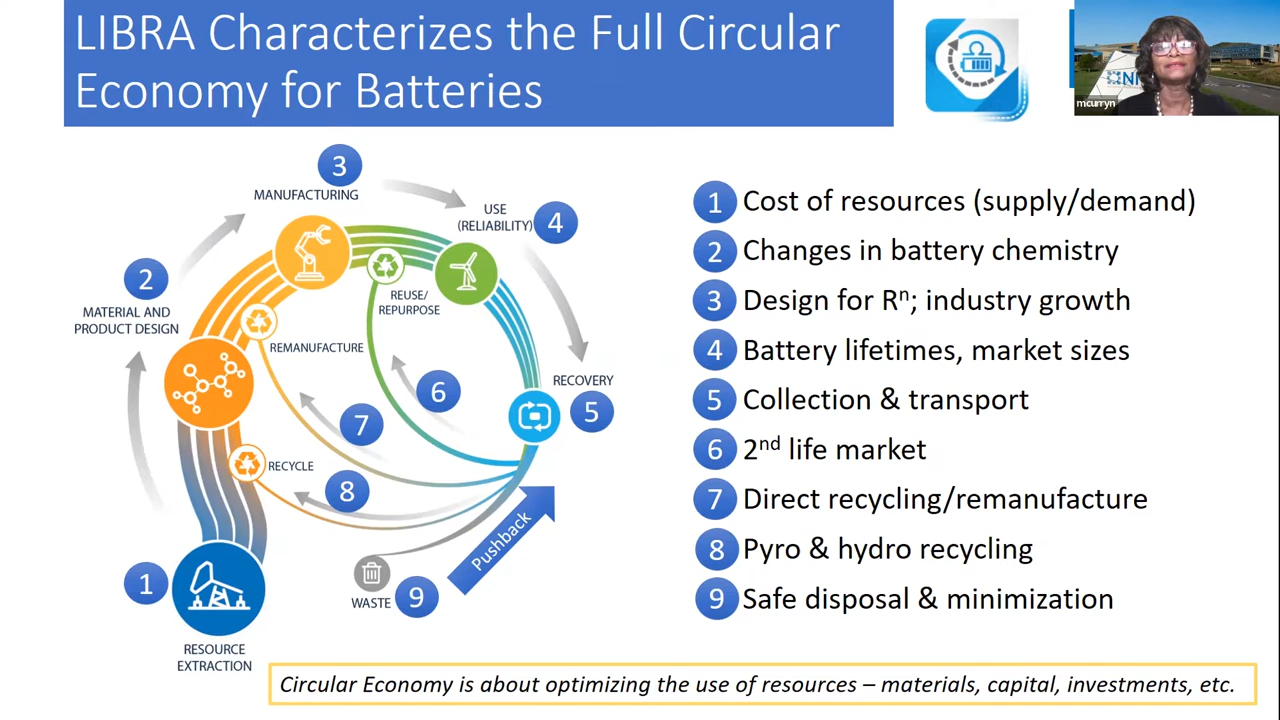 LIBRA Characterizes the Full Circular
Economy for Batteries
mcurryn
3
MANUFACTURING
USE
(RELIABILITY)
4
2
MATERIAL AND
PRODUCT DESIGN
REUSE/
REPURPOSE
REMANUFACTURE
RECOVERY
5
6
7
RECYCLE
8
Pushback
1
WASTE
9
RESOURCE
EXTRACTION
1 Cost of resources (supply/demand)
2 Changes in battery chemistry
3 Design for Rⁿ; industry growth
4 Battery lifetimes, market sizes
5 Collection & transport
6 2nd life market
7 Direct recycling/remanufacture
8 Pyro & hydro recycling
9 Safe disposal & minimization
Circular Economy is about optimizing the use of resources – materials, capital, investments, etc.